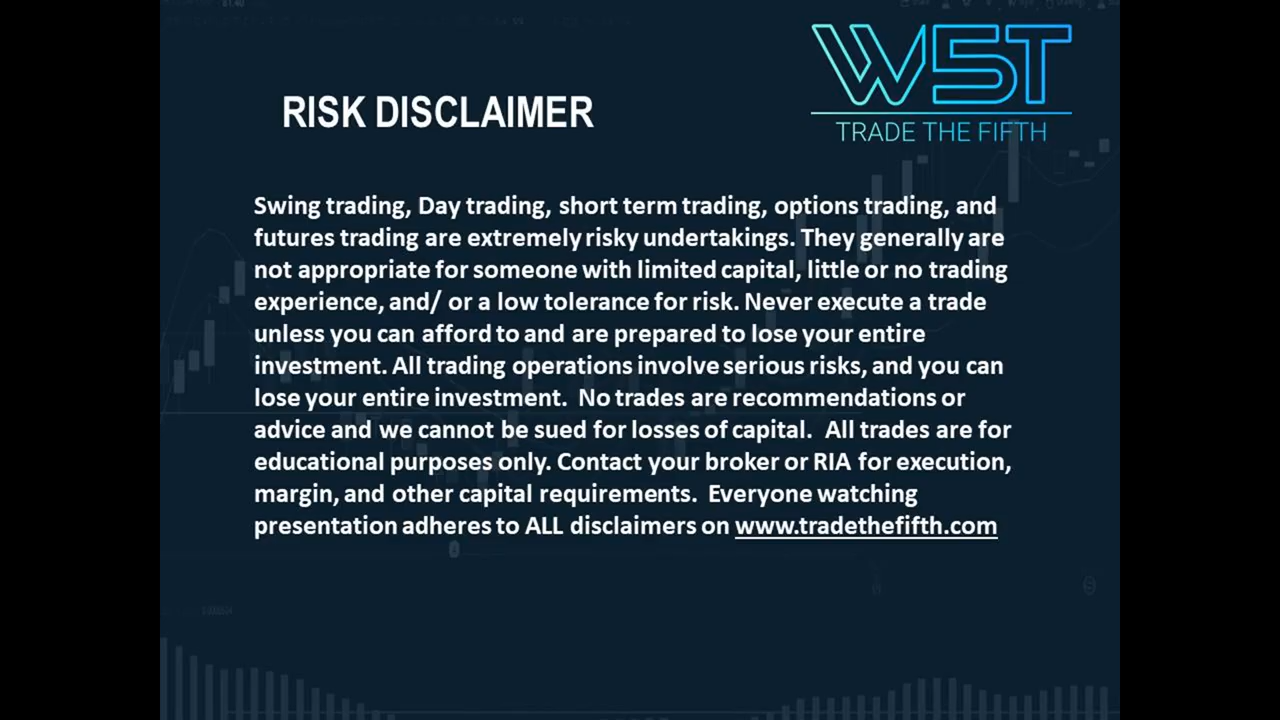 W5T
TRADE THE FIFTH
RISK DISCLAIMER
Swing trading, Day trading, short term trading, options trading, and
futures trading are extremely risky undertakings. They generally are
not appropriate for someone with limited capital, little or no trading
experience, and/ or a low tolerance for risk. Never execute a trade
unless you can afford to and are prepared to lose your entire
investment. All trading operations involve serious risks, and you can
lose your entire investment.  No trades are recommendations or
advice and we cannot be sued for losses of capital.  All trades are for
educational purposes only. Contact your broker or RIA for execution,
margin, and other capital requirements.  Everyone watching
presentation adheres to ALL disclaimers on www.tradethefifth.com